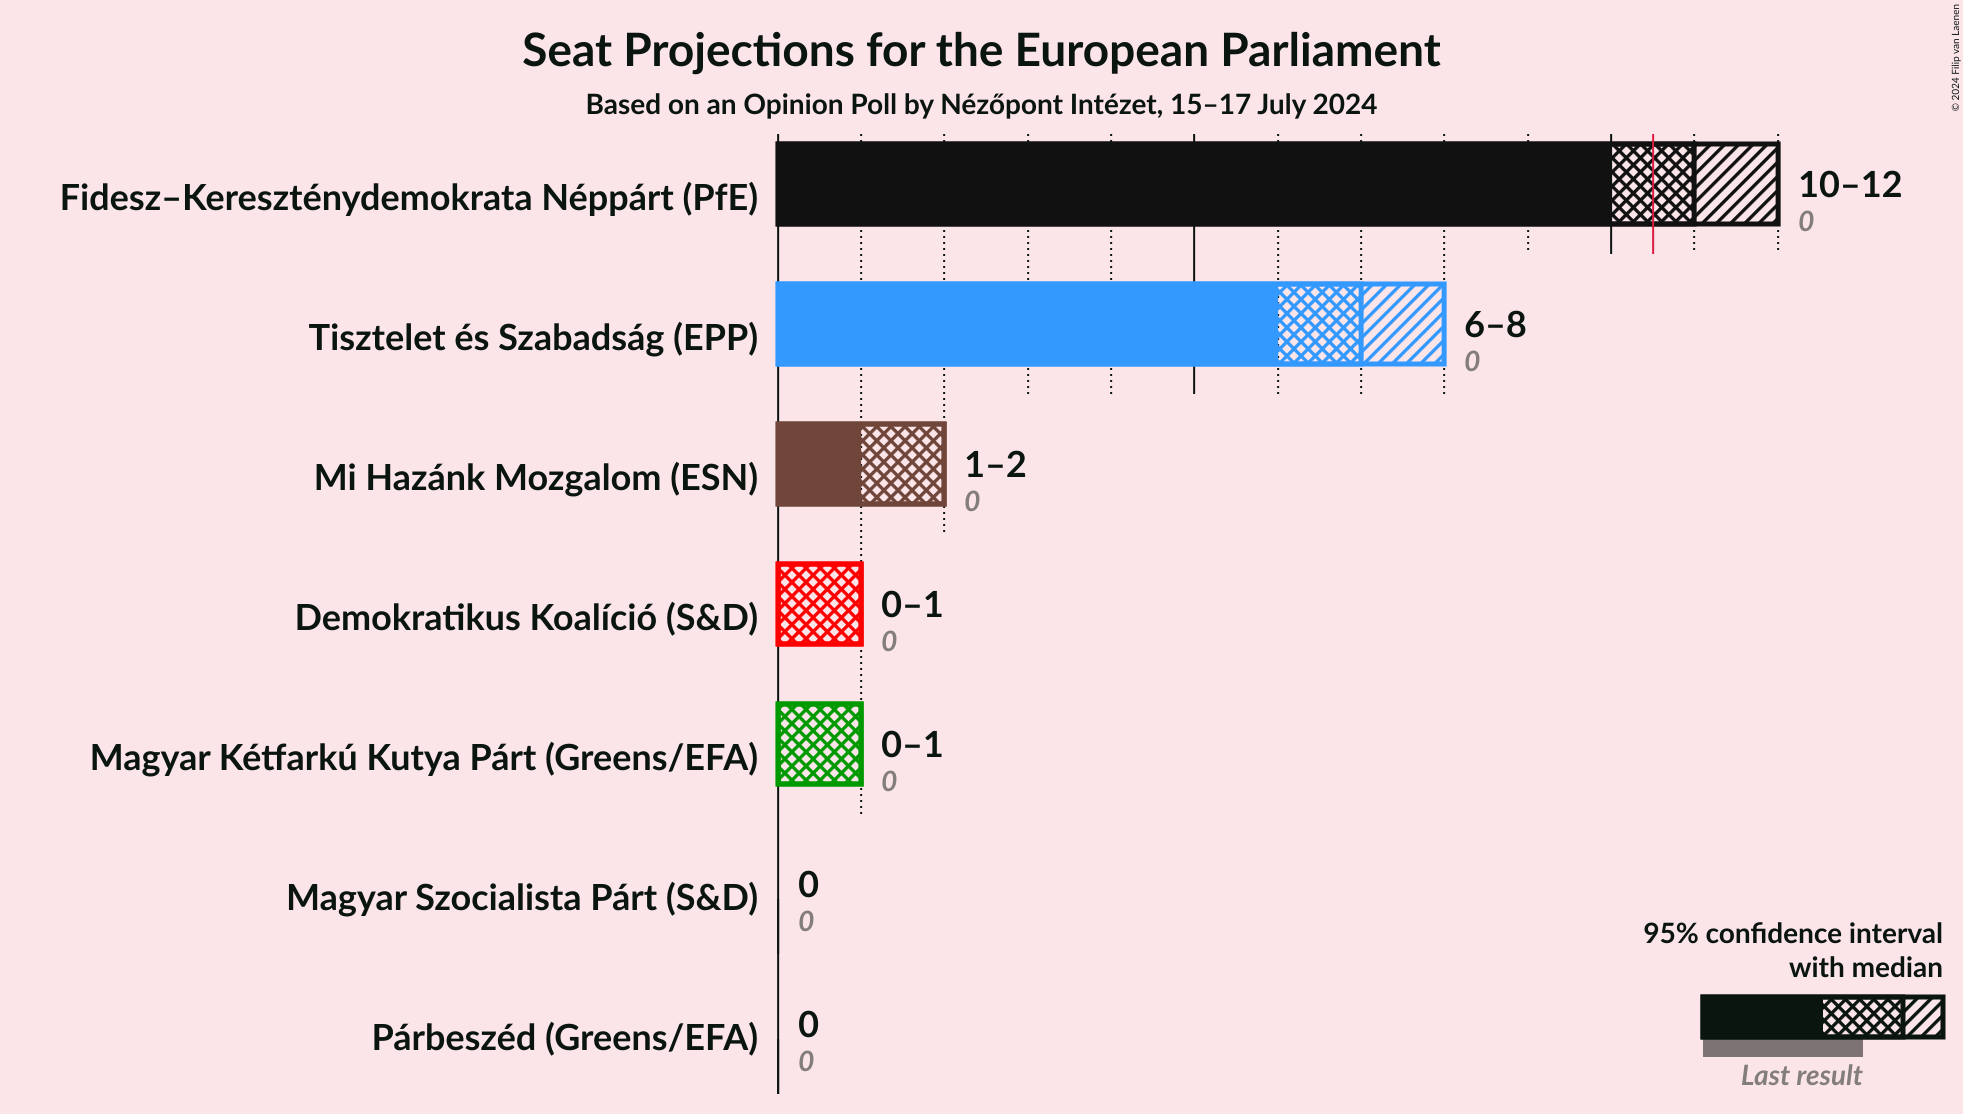 Seat Projections for the European Parliament
Based on an Opinion Poll by Nézőpont Intézet, 15–17 July 2024
© 2024 Filip van Laenen
Fidesz–Kereszténydemokrata Néppárt (PfE)
10–12
0
Tisztelet és Szabadság (EPP)
6–8
0
Mi Hazánk Mozgalom (ESN)
1–2
0
Demokratikus Koalíció (S&D)
0–1
0
Magyar Kétfarkú Kutya Párt (Greens/EFA)
0–1
0
Magyar Szocialista Párt (S&D)
0
0
Párbeszéd (Greens/EFA)
0
0
95% confidence interval
with median
Last result